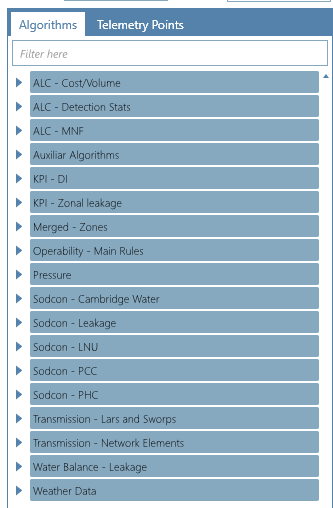 Algorithms
Telemetry Points
Filter here
ALC - Cost/Volume
ALC - Detection Stats
ALC - MNF
Auxiliar Algorithms
KPI - DI
KPI - Zonal leakage
Merged - Zones
Operability - Main Rules
Pressure
Sodcon - Cambridge Water
Sodcon - Leakage
Sodcon - LNU
Sodcon - PCC
Sodcon - PHC
Transmission - Lars and Sworps
Transmission - Network Elements
Water Balance - Leakage
Weather Data